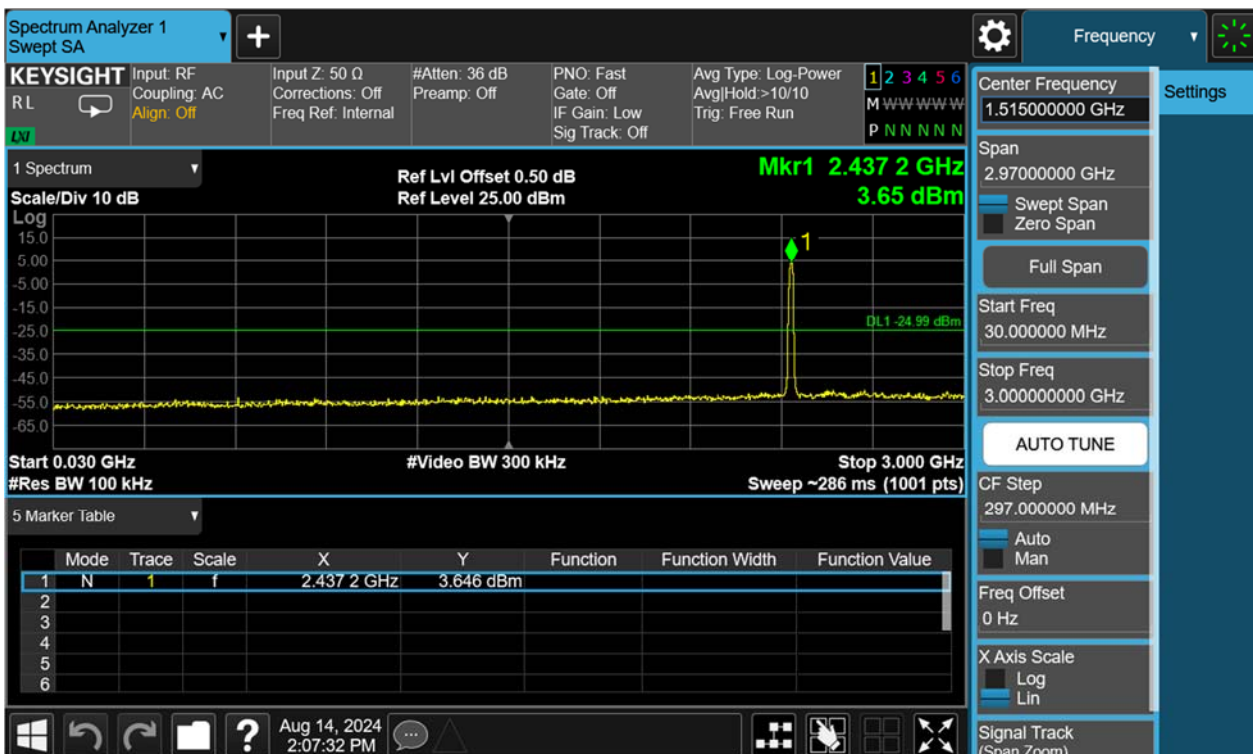 Spectrum Analyzer 1
Swept SA
+
Frequency
KEYSIGHT
R L
LXI
Input: RF
Coupling: AC
Align: Off
Input Z: 50 Ω
Corrections: Off
Freq Ref: Internal
#Atten: 36 dB
Preamp: Off
PNO: Fast
Gate: Off
IF Gain: Low
Sig Track: Off
Avg Type: Log-Power
Avg|Hold:>10/10
Trig: Free Run
1 2 3 4 5 6
M W W W W W
P N N N N N
1 Spectrum
Scale/Div 10 dB
Ref Lvl Offset 0.50 dB
Ref Level 25.00 dBm
Mkr1 2.437 2 GHz
3.65 dBm
Log
15.0
5.00
-5.00
-15.0
-25.0
-35.0
-45.0
-55.0
-65.0
1
DL1 -24.99 dBm
Start 0.030 GHz
#Res BW 100 kHz
#Video BW 300 kHz
Stop 3.000 GHz
Sweep ~286 ms (1001 pts)
5 Marker Table
Mode Trace Scale X Y Function Function Width Function Value
1 N 1 f 2.437 2 GHz 3.646 dBm
2
3
4
5
6
?
Aug 14, 2024
2:07:32 PM
Center Frequency
1.515000000 GHz
Settings
Span
2.97000000 GHz
Swept Span
Zero Span
Full Span
Start Freq
30.000000 MHz
Stop Freq
3.000000000 GHz
AUTO TUNE
CF Step
297.000000 MHz
Auto
Man
Freq Offset
0 Hz
X Axis Scale
Log
Lin
Signal Track
(Span Zoom)